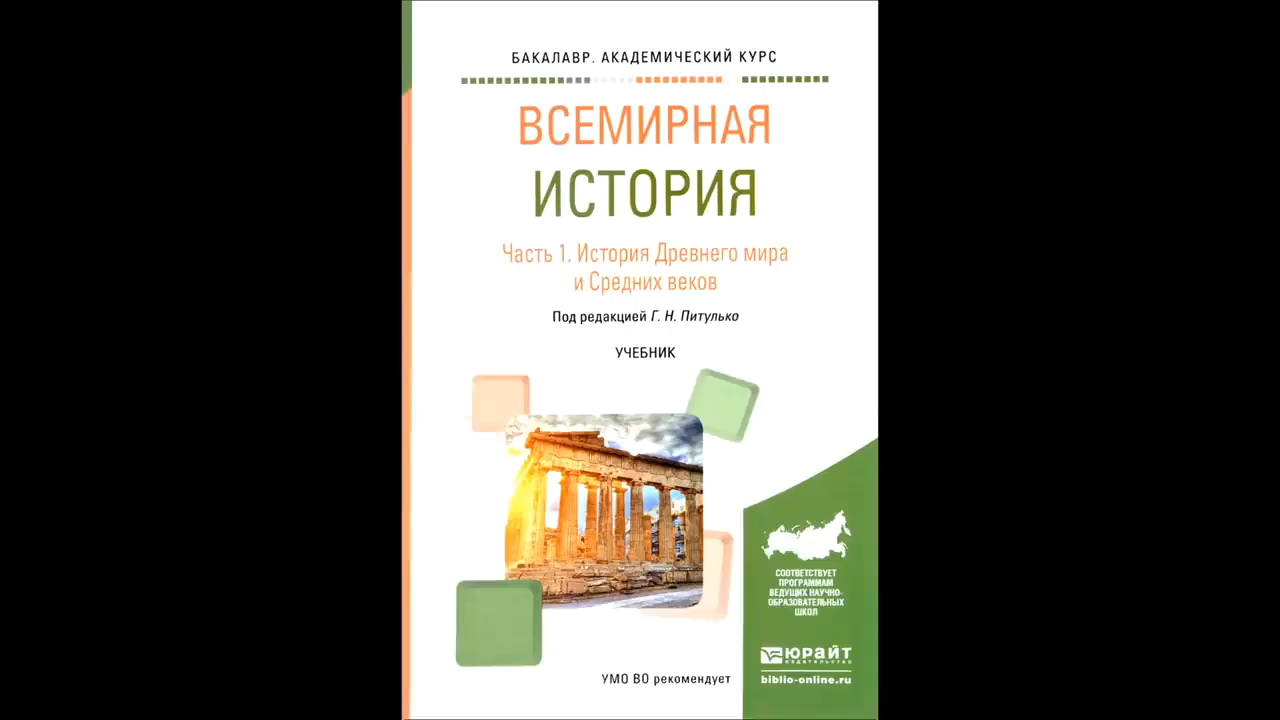 БАКАЛАВР. АКАДЕМИЧЕСКИЙ КУРС
ВСЕМИРНАЯ
ИСТОРИЯ
Часть 1. История Древнего мира
и Средних веков
Под редакцией Г. Н. Питулько
УЧЕБНИК
СООТВЕТСТВУЕТ
ПРОГРАММАМ
ВЕДУЩИХ НАУЧНО-
ОБРАЗОВАТЕЛЬНЫХ
ШКОЛ
ЮРАЙТ
ИЗДАТЕЛЬСТВО
biblio-online.ru
УМО ВО рекомендует